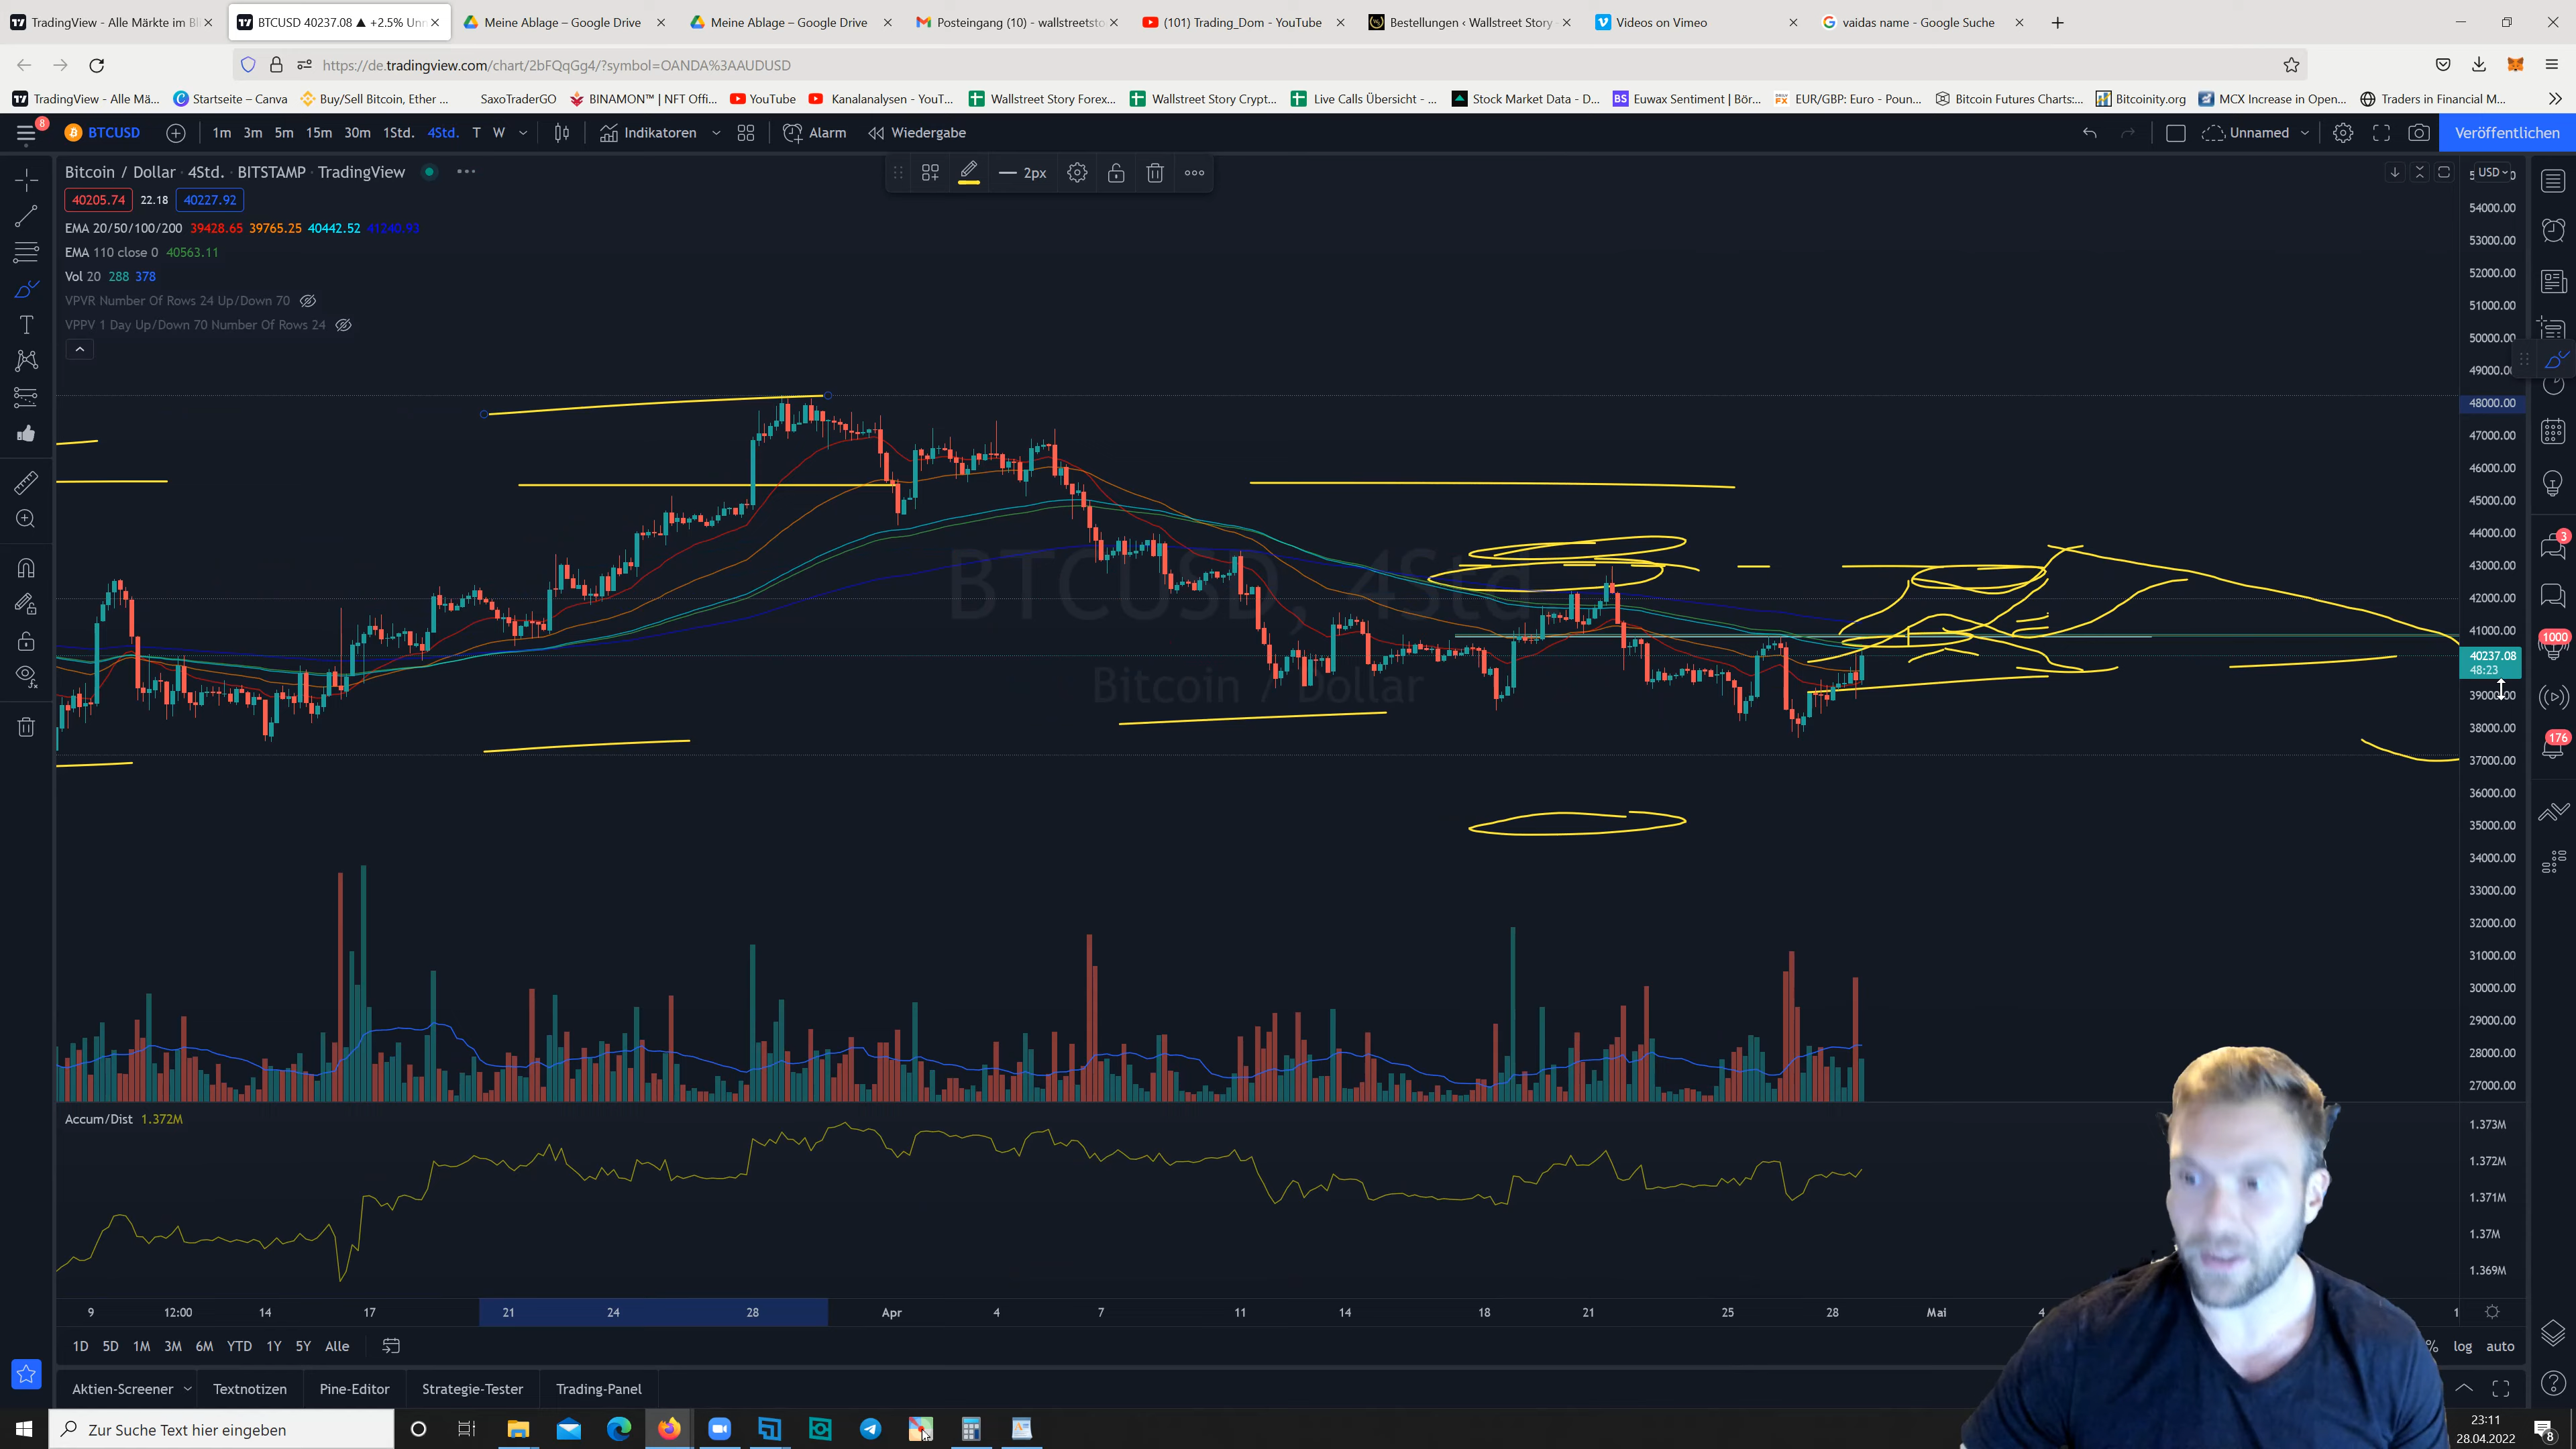 TradingView - Alle Märkte im Bl
BTCUSD 40237.08 ▲ +2.5% Unn
Meine Ablage – Google Drive
Meine Ablage – Google Drive
Posteingang (10) - wallstreetsto
(101) Trading_Dom - YouTube
Bestellungen ‹ Wallstreet Story
Videos on Vimeo
vaidas name - Google Suche
https://de.tradingview.com/chart/2bFQqGg4/?symbol=OANDA%3AAUDUSD
TradingView - Alle Mä...
Startseite – Canva
Buy/Sell Bitcoin, Ether ...
SaxoTraderGO
BINAMON™ | NFT Offi...
YouTube
Kanalanalysen - YouT...
Wallstreet Story Forex...
Wallstreet Story Crypt...
Live Calls Übersicht - ...
Stock Market Data - D...
Euwax Sentiment | Bör...
EUR/GBP: Euro - Poun...
Bitcoin Futures Charts:...
Bitcoinity.org
MCX Increase in Open...
Traders in Financial M...
8
BTCUSD
1m 3m 5m 15m 30m 1Std. 4Std. T W
Indikatoren
Alarm
Wiedergabe
Unnamed
Veröffentlichen
Bitcoin / Dollar · 4Std. · BITSTAMP · TradingView
2px
USD
40205.74 22.18 40227.92
EMA 20/50/100/200 39428.65 39765.25 40442.52 41240.93
EMA 110 close 0 40563.11
Vol 20 288 378
VPVR Number Of Rows 24 Up/Down 70
VPPV 1 Day Up/Down 70 Number Of Rows 24
BTCUSD, 4Std
Bitcoin / Dollar
54000.00
53000.00
52000.00
51000.00
50000.00
49000.00
48000.00
47000.00
46000.00
45000.00
44000.00
43000.00
42000.00
41000.00
40237.08
48:23
39000.00
38000.00
37000.00
36000.00
35000.00
34000.00
33000.00
32000.00
31000.00
30000.00
29000.00
28000.00
27000.00
3
1000
176
Accum/Dist 1.372M
1.373M
1.372M
1.371M
1.37M
1.369M
9 12:00 14 17 21 24 28 Apr 4 7 11 14 18 21 25 28 Mai 4 1
1D 5D 1M 3M 6M YTD 1Y 5Y Alle
% log auto
Aktien-Screener
Textnotizen
Pine-Editor
Strategie-Tester
Trading-Panel
Zur Suche Text hier eingeben
23:11
28.04.2022
8